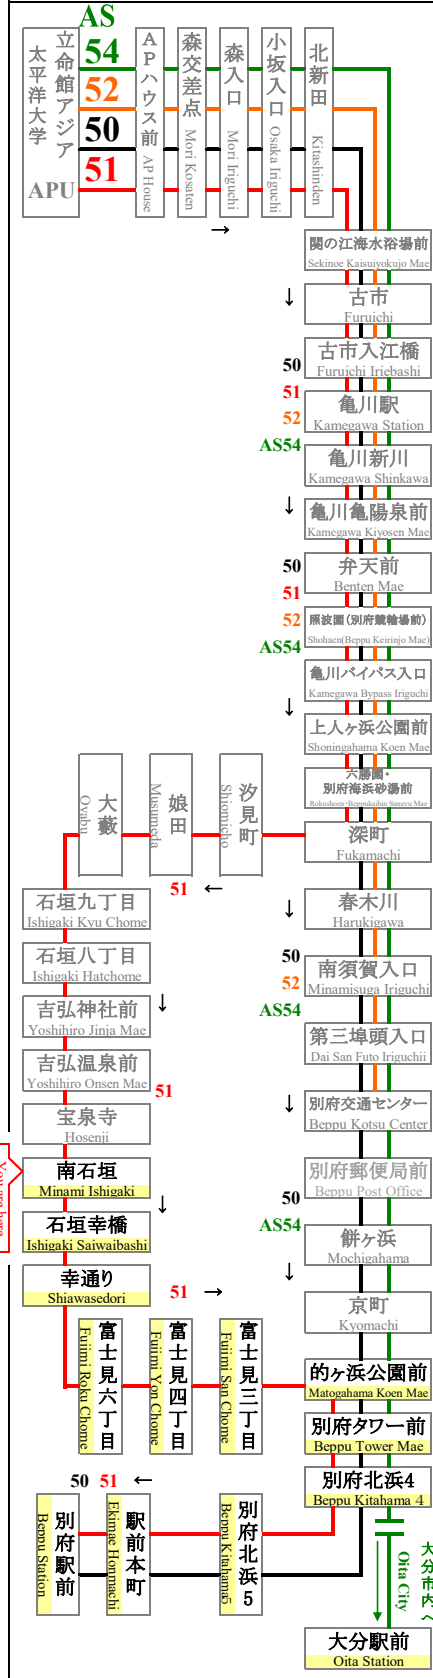 AS
54
52
50
51
立命館アジア
太平洋大学
APU
APハウス前
AP House
森交差点
Mori Kosaten
森入口
Mori Iriguchi
小坂入口
Osaka Iriguchi
北新田
Kitashinden
→
関の江海水浴場前
Sekinoe Kaisuiyokujo Mae
↓
古市
Furuichi
古市入江橋
Furuichi Iriebashi
50
51
52
AS54
亀川駅
Kamegawa Station
亀川新川
Kamegawa Shinkawa
↓
亀川亀陽泉前
Kamegawa Kiyosen Mae
50
51
52
AS54
弁天前
Benten Mae
照波園(別府競輪場前)
Shohaen(Beppu Keirinjo Mae)
亀川バイパス入口
Kamegawa Bypass Iriguchi
↓
上人ヶ浜公園前
Shoningahama Koen Mae
六勝園・
別府海浜砂湯前
Rokushoen・Beppukaihin Sunayu Mae
深町
Fukamachi
汐見町
Shiomicho
娘田
Musumeda
大藪
Oyabu
51 ←
石垣九丁目
Ishigaki Kyu Chome
石垣八丁目
Ishigaki Hatchome
↓
吉弘神社前
Yoshihiro Jinja Mae
吉弘温泉前
Yoshihiro Onsen Mae
51
宝泉寺
Hosenji
You are here
南石垣
Minami Ishigaki
↓
石垣幸橋
Ishigaki Saiwaibashi
幸通り
Shiawasedori
51 →
富士見六丁目
Fujimi Roku Chome
富士見四丁目
Fujimi Yon Chome
富士見三丁目
Fujimi San Chome
春木川
Harukigawa
↓
50
52
AS54
南須賀入口
Minamisuga Iriguchi
第三埠頭入口
Dai San Futo Iriguchii
↓
別府交通センター
Beppu Kotsu Center
別府郵便局前
Beppu Post Office
50
AS54
餅ヶ浜
Mochigahama
↓
京町
Kyomachi
的ヶ浜公園前
Matogahama Koen Mae
別府タワー前
Beppu Tower Mae
別府北浜4
Beppu Kitahama 4
50 51 ←
別府北浜5
Beppu Kitahama5
駅前本町
Ekimae Honmachi
別府駅前
Beppu Station
大分市内へ
Oita City
大分駅前
Oita Station